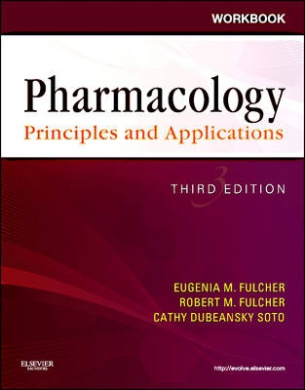 WORKBOOK
Pharmacology
Principles and Applications
3
THIRD EDITION
EUGENIA M. FULCHER
ROBERT M. FULCHER
CATHY DUBEANSKY SOTO
ELSEVIER
SAUNDERS
http://evolve.elsevier.com